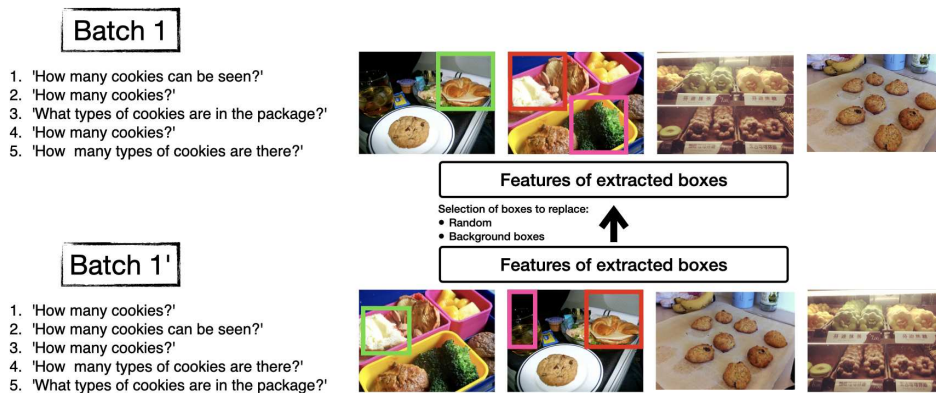 Batch 1
1. 'How many cookies can be seen?'
2. 'How many cookies?'
3. 'What types of cookies are in the package?'
4. 'How many cookies?'
5. 'How  many types of cookies are there?'
Features of extracted boxes
Selection of boxes to replace:
• Random
• Background boxes
Features of extracted boxes
Batch 1'
1. 'How many cookies?'
2. 'How many cookies can be seen?'
3. 'How many cookies?'
4. 'How  many types of cookies are there?'
5. 'What types of cookies are in the package?'